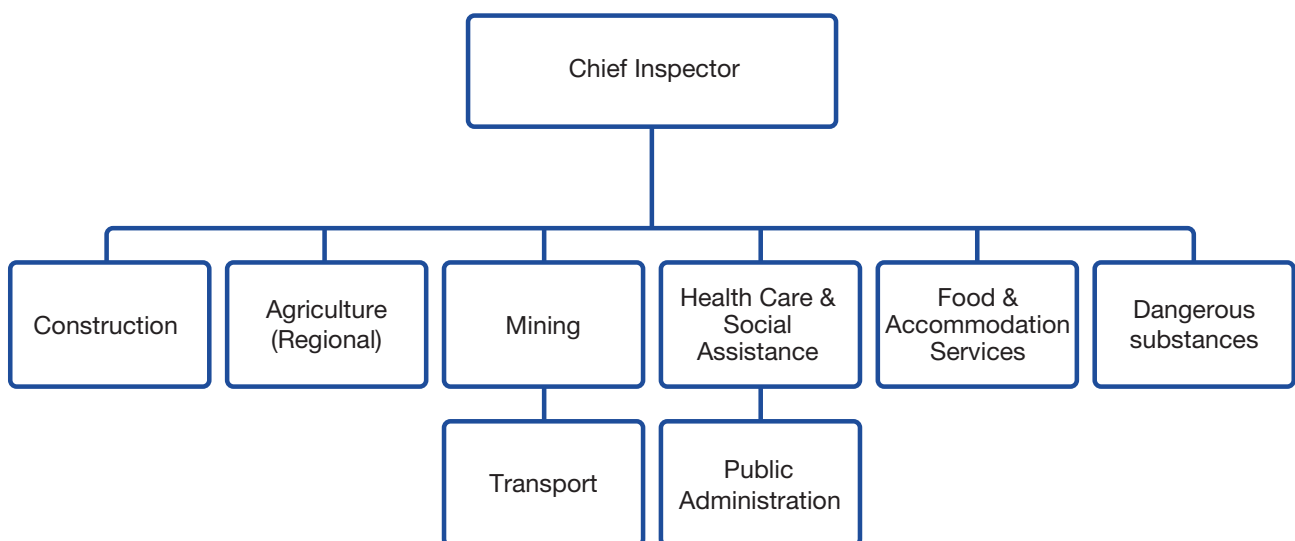 Chief Inspector
Construction
Agriculture
(Regional)
Mining
Health Care &
Social
Assistance
Food &
Accommodation
Services
Dangerous
substances
Transport
Public
Administration